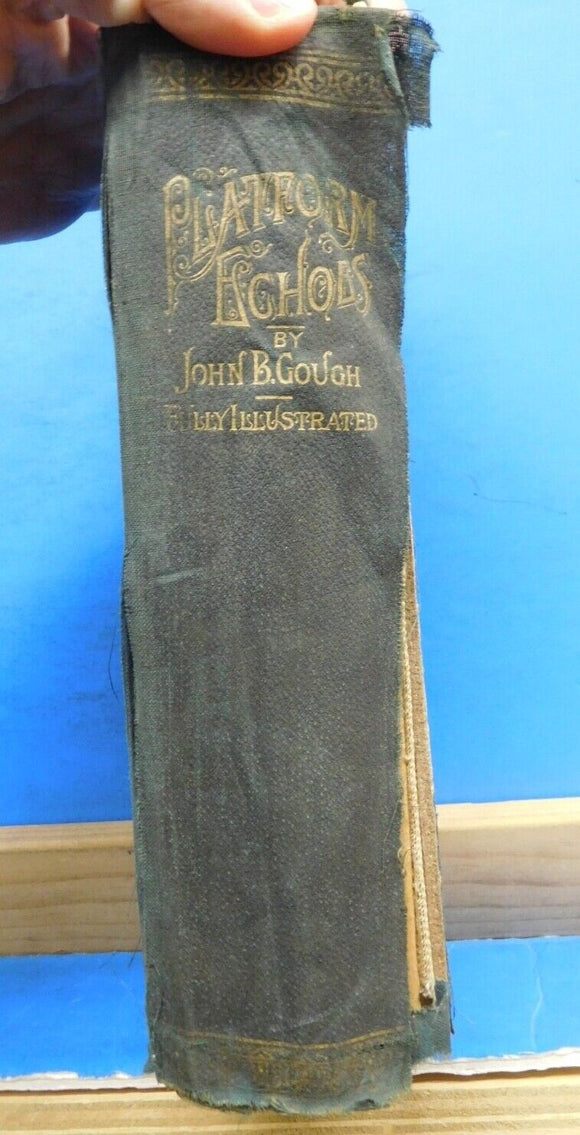 PLATFORM
ECHOES
BY
JOHN B. GOUGH
FULLY ILLUSTRATED